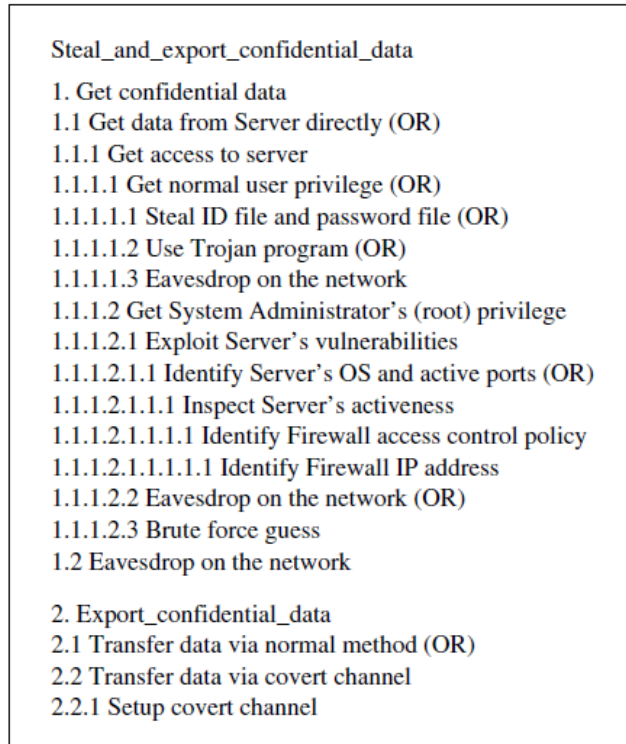 Steal_and_export_confidential_data
1. Get confidential data
1.1 Get data from Server directly (OR)
1.1.1 Get access to server
1.1.1.1 Get normal user privilege (OR)
1.1.1.1.1 Steal ID file and password file (OR)
1.1.1.1.2 Use Trojan program (OR)
1.1.1.1.3 Eavesdrop on the network
1.1.1.2 Get System Administrator’s (root) privilege
1.1.1.2.1 Exploit Server’s vulnerabilities
1.1.1.2.1.1 Identify Server’s OS and active ports (OR)
1.1.1.2.1.1.1 Inspect Server’s activeness
1.1.1.2.1.1.1.1 Identify Firewall access control policy
1.1.1.2.1.1.1.1.1 Identify Firewall IP address
1.1.1.2.2 Eavesdrop on the network (OR)
1.1.1.2.3 Brute force guess
1.2 Eavesdrop on the network
2. Export_confidential_data
2.1 Transfer data via normal method (OR)
2.2 Transfer data via covert channel
2.2.1 Setup covert channel